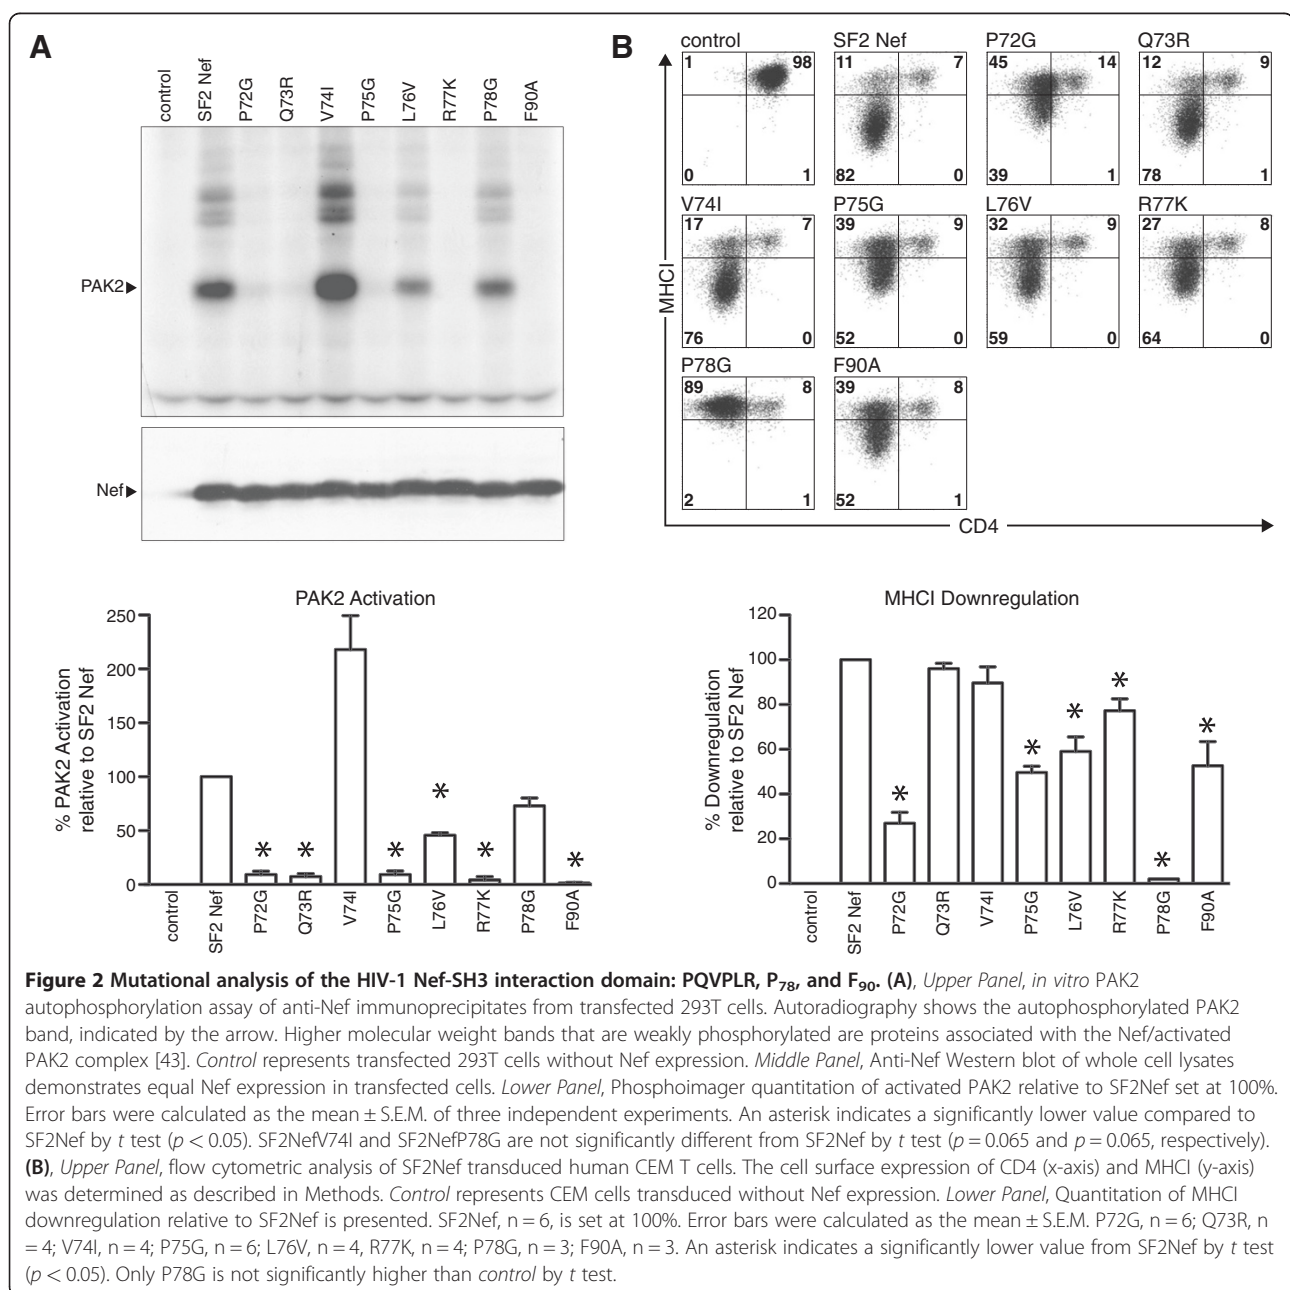 A
control
SF2 Nef
P72G
Q73R
V74I
P75G
L76V
R77K
P78G
F90A
PAK2
Nef
B
control
1 98
0 1
SF2 Nef
11 7
82 0
P72G
45 14
39 1
Q73R
12 9
78 1
V74I
17 7
76 0
P75G
39 9
52 0
L76V
32 9
59 0
R77K
27 8
64 0
P78G
89 8
2 1
F90A
39 8
52 1
MHCI
CD4
PAK2 Activation
% PAK2 Activation
relative to SF2 Nef
250
200
150
100
50
0
* * * * * *
control
SF2 Nef
P72G
Q73R
V74I
P75G
L76V
R77K
P78G
F90A
MHCI Downregulation
% Downregulation
relative to SF2 Nef
120
100
80
60
40
20
0
* * * * * *
control
SF2 Nef
P72G
Q73R
V74I
P75G
L76V
R77K
P78G
F90A
Figure 2 Mutational analysis of the HIV-1 Nef-SH3 interaction domain: PQVPLR, P₇₈, and F₉₀. (A), Upper Panel, in vitro PAK2
autophosphorylation assay of anti-Nef immunoprecipitates from transfected 293T cells. Autoradiography shows the autophosphorylated PAK2
band, indicated by the arrow. Higher molecular weight bands that are weakly phosphorylated are proteins associated with the Nef/activated
PAK2 complex [43]. Control represents transfected 293T cells without Nef expression. Middle Panel, Anti-Nef Western blot of whole cell lysates
demonstrates equal Nef expression in transfected cells. Lower Panel, Phosphoimager quantitation of activated PAK2 relative to SF2Nef set at 100%.
Error bars were calculated as the mean ± S.E.M. of three independent experiments. An asterisk indicates a significantly lower value compared to
SF2Nef by t test (p < 0.05). SF2NefV74I and SF2NefP78G are not significantly different from SF2Nef by t test (p = 0.065 and p = 0.065, respectively).
(B), Upper Panel, flow cytometric analysis of SF2Nef transduced human CEM T cells. The cell surface expression of CD4 (x-axis) and MHCI (y-axis)
was determined as described in Methods. Control represents CEM cells transduced without Nef expression. Lower Panel, Quantitation of MHCI
downregulation relative to SF2Nef is presented. SF2Nef, n = 6, is set at 100%. Error bars were calculated as the mean ± S.E.M. P72G, n = 6; Q73R, n
= 4; V74I, n = 4; P75G, n = 6; L76V, n = 4, R77K, n = 4; P78G, n = 3; F90A, n = 3. An asterisk indicates a significantly lower value from SF2Nef by t test
(p < 0.05). Only P78G is not significantly higher than control by t test.